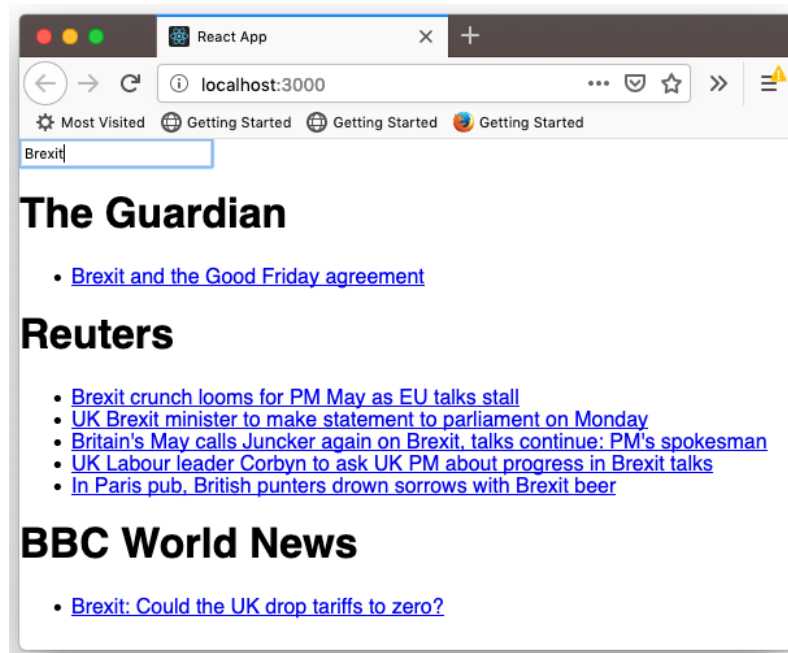 React App
localhost:3000
Most Visited Getting Started Getting Started Getting Started
Brexit
The Guardian
• Brexit and the Good Friday agreement
Reuters
• Brexit crunch looms for PM May as EU talks stall
• UK Brexit minister to make statement to parliament on Monday
• Britain's May calls Juncker again on Brexit, talks continue: PM's spokesman
• UK Labour leader Corbyn to ask UK PM about progress in Brexit talks
• In Paris pub, British punters drown sorrows with Brexit beer
BBC World News
• Brexit: Could the UK drop tariffs to zero?